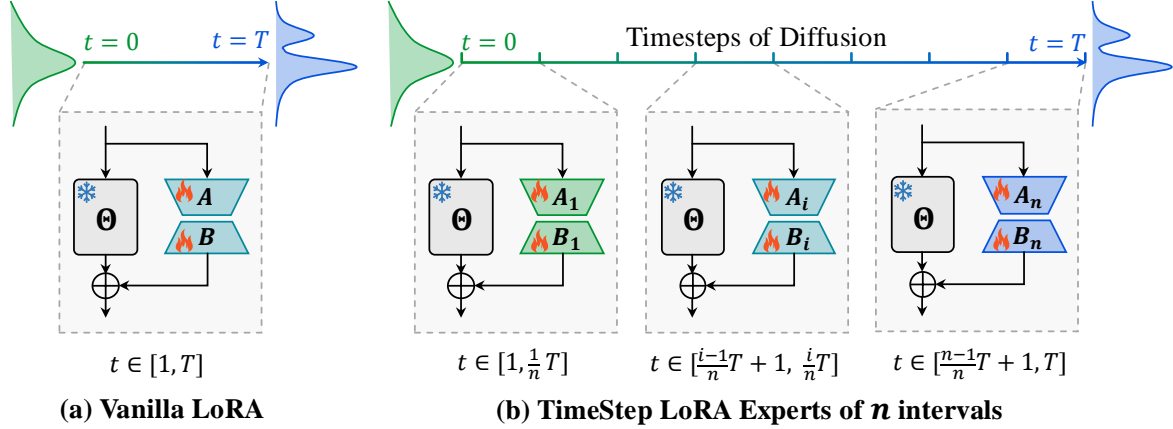 t = 0
t = T
Θ
A
B
t ∈ [1, T]
(a) Vanilla LoRA
t = 0
Timesteps of Diffusion
t = T
Θ
A₁
B₁
Θ
Aᵢ
Bᵢ
Θ
Aₙ
Bₙ
t ∈ [1, 1/n T]
t ∈ [i−1/n T + 1, i/n T]
t ∈ [n−1/n T + 1, T]
(b) TimeStep LoRA Experts of n intervals